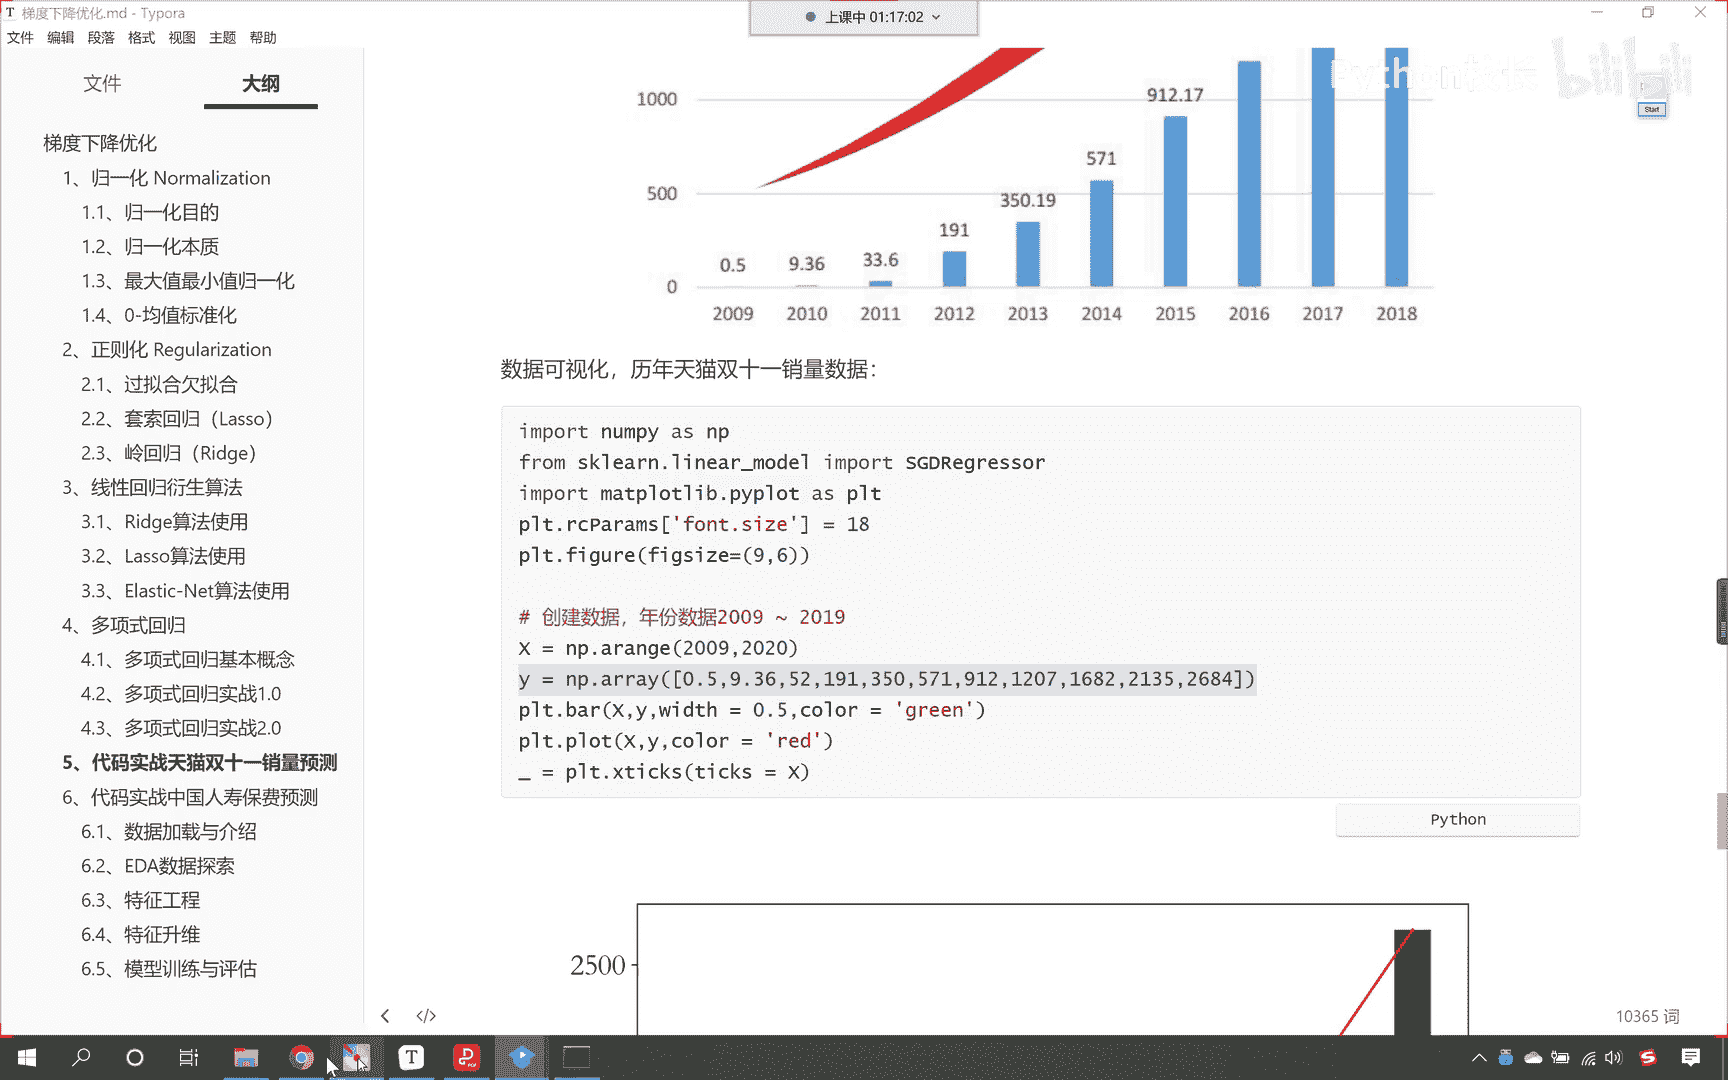 梯度下降优化.md - Typora
上课中 01:17:02
文件 编辑 段落 格式 视图 主题 帮助
文件 大纲
梯度下降优化
1、归一化 Normalization
1.1、归一化目的
1.2、归一化本质
1.3、最大值最小值归一化
1.4、0-均值标准化
2、正则化 Regularization
2.1、过拟合欠拟合
2.2、套索回归（Lasso）
2.3、岭回归（Ridge）
3、线性回归衍生算法
3.1、Ridge算法使用
3.2、Lasso算法使用
3.3、Elastic-Net算法使用
4、多项式回归
4.1、多项式回归基本概念
4.2、多项式回归实战1.0
4.3、多项式回归实战2.0
5、代码实战天猫双十一销量预测
6、代码实战中国人寿保费预测
6.1、数据加载与介绍
6.2、EDA数据探索
6.3、特征工程
6.4、特征升维
6.5、模型训练与评估
bilibili
Start
1000
912.17
571
500
350.19
191
33.6
9.36
0.5
0
2009 2010 2011 2012 2013 2014 2015 2016 2017 2018
数据可视化，历年天猫双十一销量数据：
import numpy as np
from sklearn.linear_model import SGDRegressor
import matplotlib.pyplot as plt
plt.rcParams['font.size'] = 18
plt.figure(figsize=(9,6))
# 创建数据，年份数据2009 ~ 2019
X = np.arange(2009,2020)
y = np.array([0.5,9.36,52,191,350,571,912,1207,1682,2135,2684])
plt.bar(X,y,width = 0.5,color = 'green')
plt.plot(X,y,color = 'red')
_ = plt.xticks(ticks = X)
Python
2500
10365 词